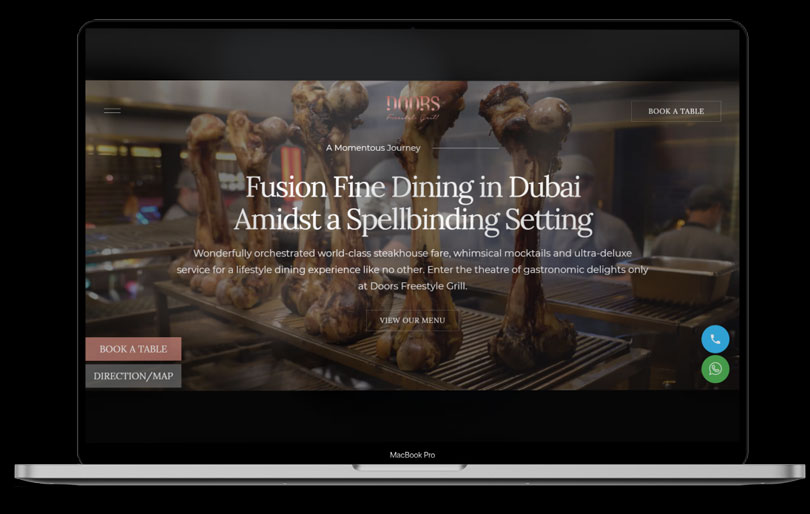 DOORS
Freestyle Grill
BOOK A TABLE
A Momentous Journey
Fusion Fine Dining in Dubai
Amidst a Spellbinding Setting
Wonderfully orchestrated world-class steakhouse fare, whimsical mocktails and ultra-deluxe
service for a lifestyle dining experience like no other. Enter the theatre of gastronomic delights only
at Doors Freestyle Grill.
VIEW OUR MENU
BOOK A TABLE
DIRECTION/MAP
MacBook Pro